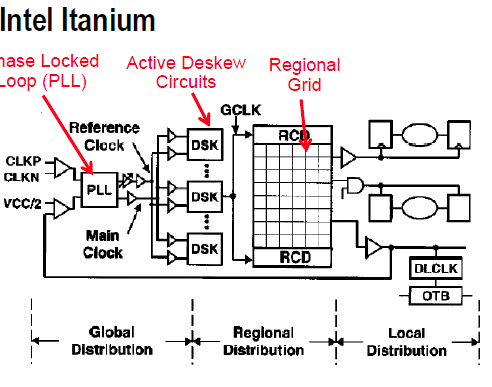 Intel Itanium
hase Locked
Loop (PLL)
Active Deskew
Circuits
Regional
Grid
Reference
Clock
GCLK
RCD
DSK
CLKP
CLKN
PLL
DSK
VCC/2
Main
Clock
DSK
RCD
DLCLK
OTB
Global
Distribution
Regional
Distribution
Local
Distribution